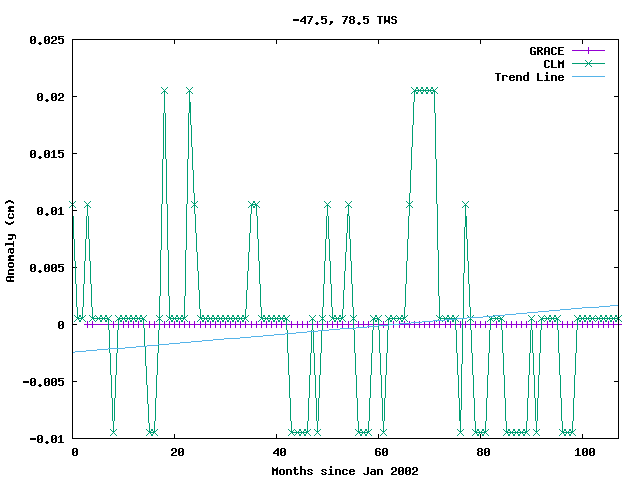 -47.5, 78.5 TWS
GRACE
CLM
Trend Line
0.025
0.02
0.015
0.01
0.005
0
-0.005
-0.01
Anomaly (cm)
0 20 40 60 80 100
Months since Jan 2002